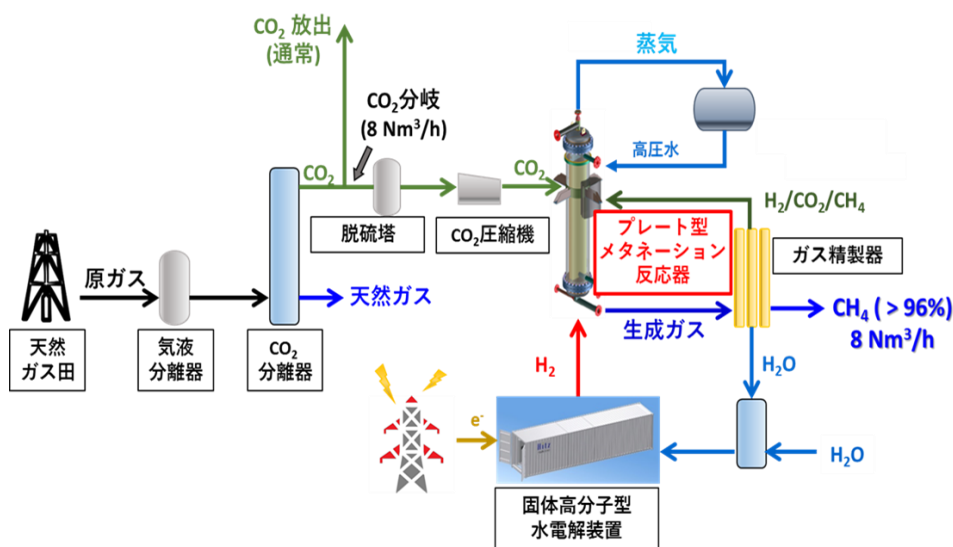 CO₂ 放出
(通常)
CO₂分岐
(8 Nm³/h)
蒸気
高圧水
CO₂
CO₂
H₂/CO₂/CH₄
脱硫塔
CO₂圧縮機
プレート型
メタネーション
反応器
ガス精製器
原ガス
天然ガス
生成ガス
CH₄ ( > 96%)
8 Nm³/h
天然
ガス田
気液
分離器
CO₂
分離器
H₂
H₂O
e⁻
H₂O
固体高分子型
水電解装置